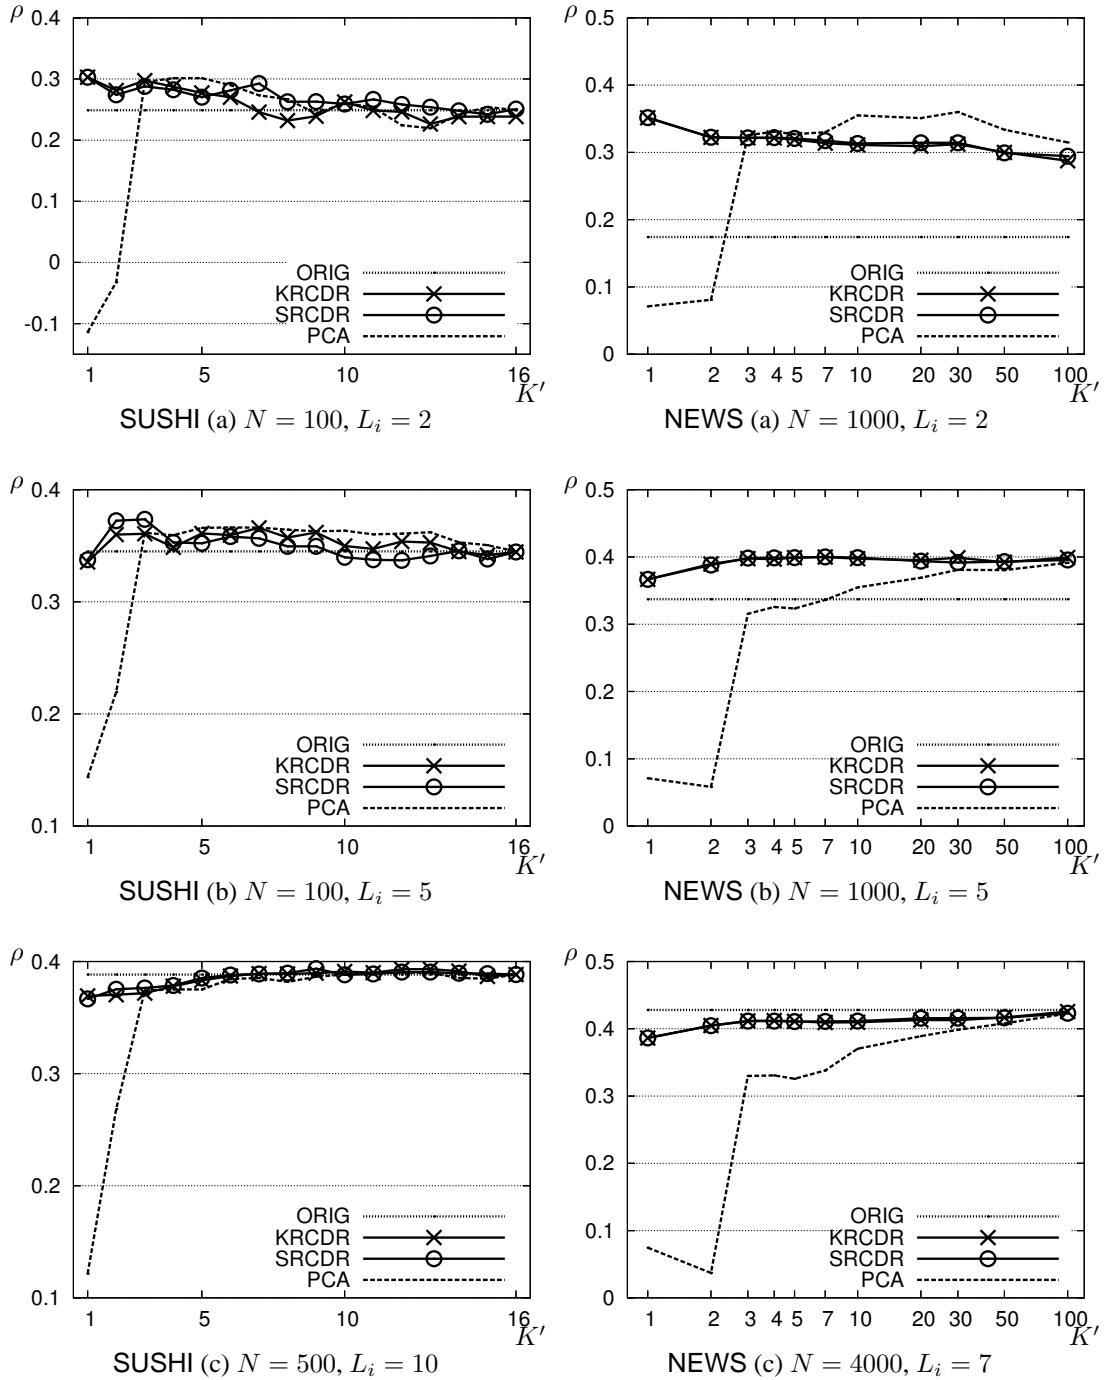 ρ
0.4
0.3
0.2
0.1
0
-0.1
ORIG
KRCDR
SRCDR
PCA
1 5 10 16
K′
SUSHI (a) N = 100, L_i = 2
ρ
0.5
0.4
0.3
0.2
0.1
0
ORIG
KRCDR
SRCDR
PCA
1 2 3 4 5 7 10 20 30 50 100
K′
NEWS (a) N = 1000, L_i = 2
ρ
0.4
0.3
0.2
0.1
ORIG
KRCDR
SRCDR
PCA
1 5 10 16
K′
SUSHI (b) N = 100, L_i = 5
ρ
0.5
0.4
0.3
0.2
0.1
0
ORIG
KRCDR
SRCDR
PCA
1 2 3 4 5 7 10 20 30 50 100
K′
NEWS (b) N = 1000, L_i = 5
ρ
0.4
0.3
0.2
0.1
ORIG
KRCDR
SRCDR
PCA
1 5 10 16
K′
SUSHI (c) N = 500, L_i = 10
ρ
0.5
0.4
0.3
0.2
0.1
0
ORIG
KRCDR
SRCDR
PCA
1 2 3 4 5 7 10 20 30 50 100
K′
NEWS (c) N = 4000, L_i = 7